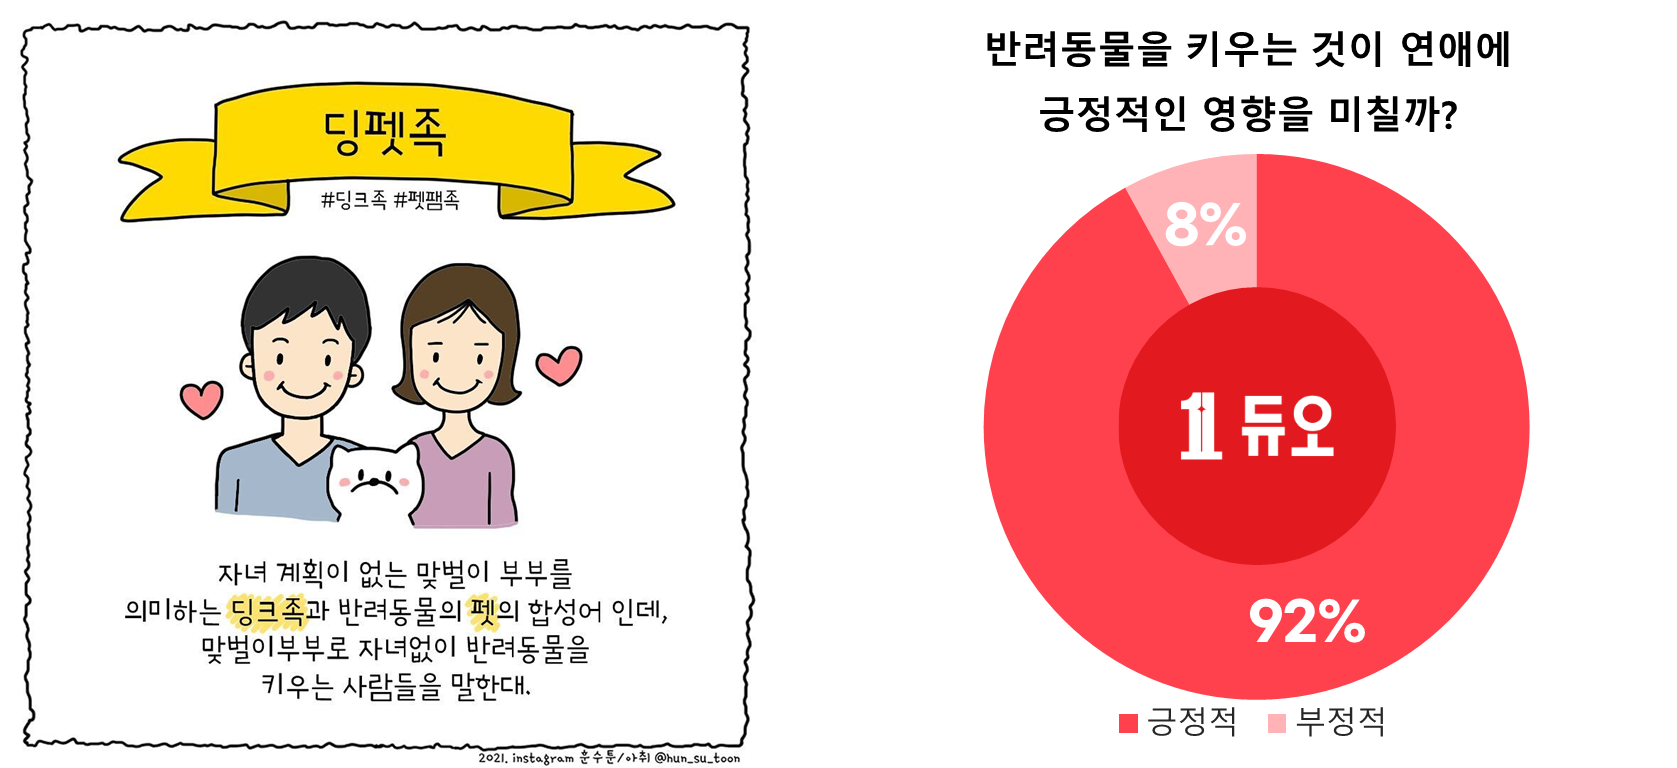 딩펫족
#딩크족 #펫팸족
자녀 계획이 없는 맞벌이 부부를
의미하는 딩크족과 반려동물의 펫의 합성어 인데,
맞벌이부부로 자녀없이 반려동물을
키우는 사람들을 말한대.
2021. instagram 훈수툰/아취 @hun_su_toon
반려동물을 키우는 것이 연애에
긍정적인 영향을 미칠까?
8%
듀오
92%
긍정적 부정적